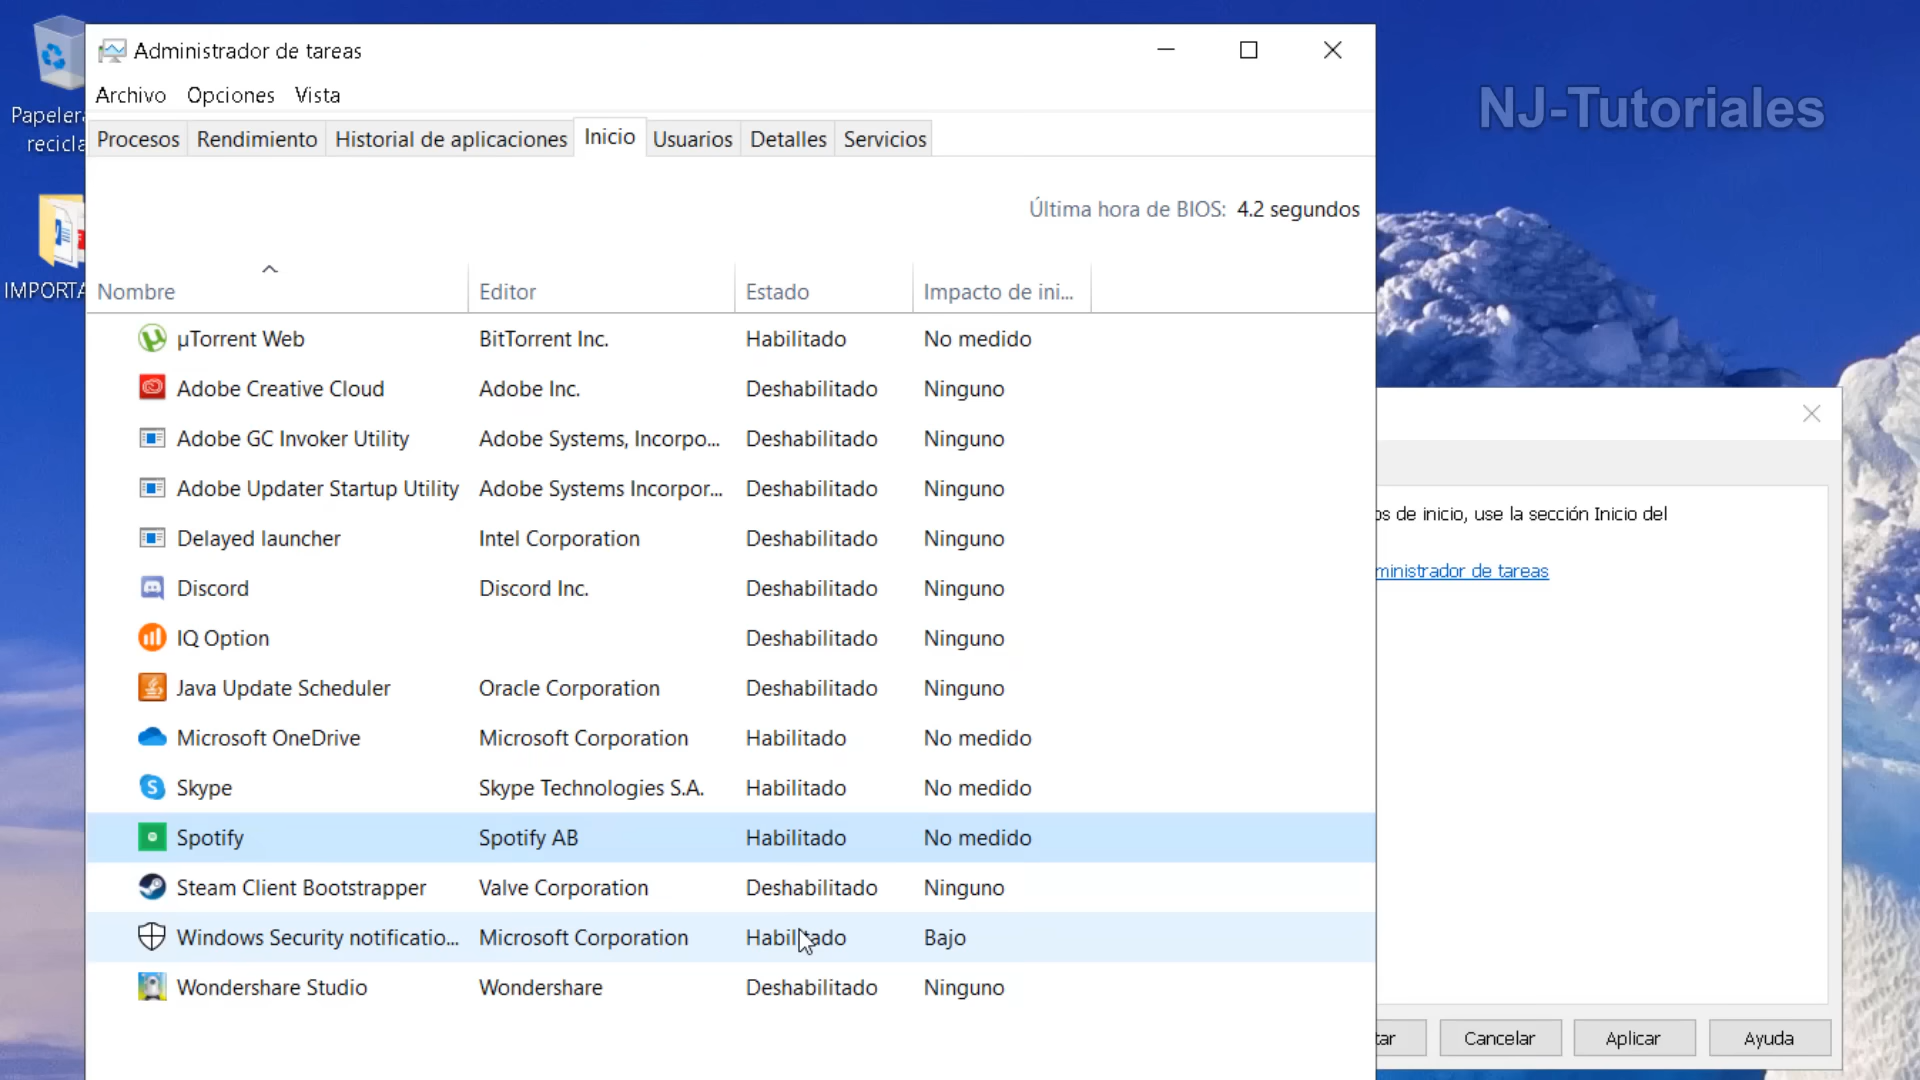 Papelera
recicla
IMPORTA
Administrador de tareas
Archivo Opciones Vista
Procesos Rendimiento Historial de aplicaciones Inicio Usuarios Detalles Servicios
Última hora de BIOS: 4.2 segundos
Nombre Editor Estado Impacto de ini...
µTorrent Web BitTorrent Inc. Habilitado No medido
Adobe Creative Cloud Adobe Inc. Deshabilitado Ninguno
Adobe GC Invoker Utility Adobe Systems, Incorpo... Deshabilitado Ninguno
Adobe Updater Startup Utility Adobe Systems Incorpor... Deshabilitado Ninguno
Delayed launcher Intel Corporation Deshabilitado Ninguno
Discord Discord Inc. Deshabilitado Ninguno
IQ Option Deshabilitado Ninguno
Java Update Scheduler Oracle Corporation Deshabilitado Ninguno
Microsoft OneDrive Microsoft Corporation Habilitado No medido
Skype Skype Technologies S.A. Habilitado No medido
Spotify Spotify AB Habilitado No medido
Steam Client Bootstrapper Valve Corporation Deshabilitado Ninguno
Windows Security notificatio... Microsoft Corporation Habilitado Bajo
Wondershare Studio Wondershare Deshabilitado Ninguno
NJ-Tutoriales
os de inicio, use la sección Inicio del
ministrador de tareas
tar Cancelar Aplicar Ayuda